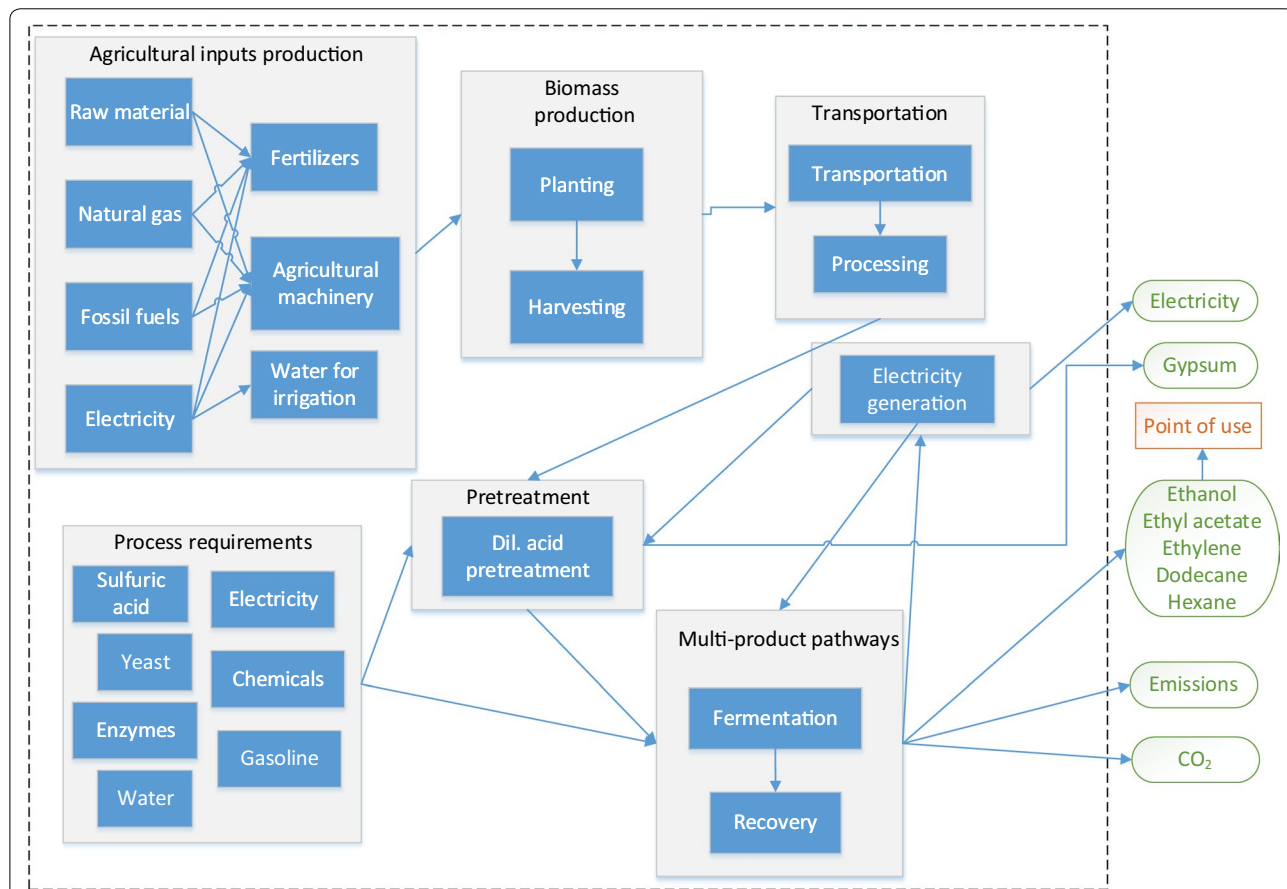 Agricultural inputs production
Raw material
Natural gas
Fossil fuels
Electricity
Fertilizers
Agricultural
machinery
Water for
irrigation
Biomass
production
Planting
Harvesting
Transportation
Transportation
Processing
Electricity
generation
Pretreatment
Dil. acid
pretreatment
Process requirements
Sulfuric
acid
Yeast
Enzymes
Water
Electricity
Chemicals
Gasoline
Multi-product pathways
Fermentation
Recovery
Electricity
Gypsum
Point of use
Ethanol
Ethyl acetate
Ethylene
Dodecane
Hexane
Emissions
CO₂